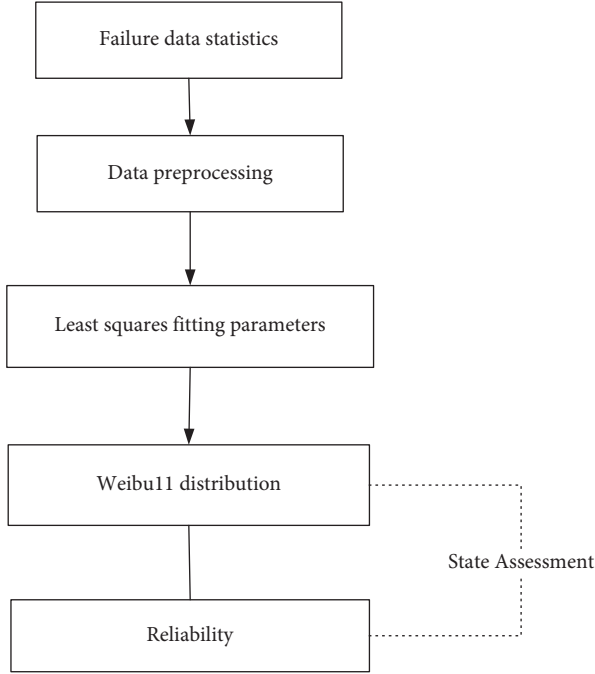 Failure data statistics
Data preprocessing
Least squares fitting parameters
Weibu11 distribution
State Assessment
Reliability